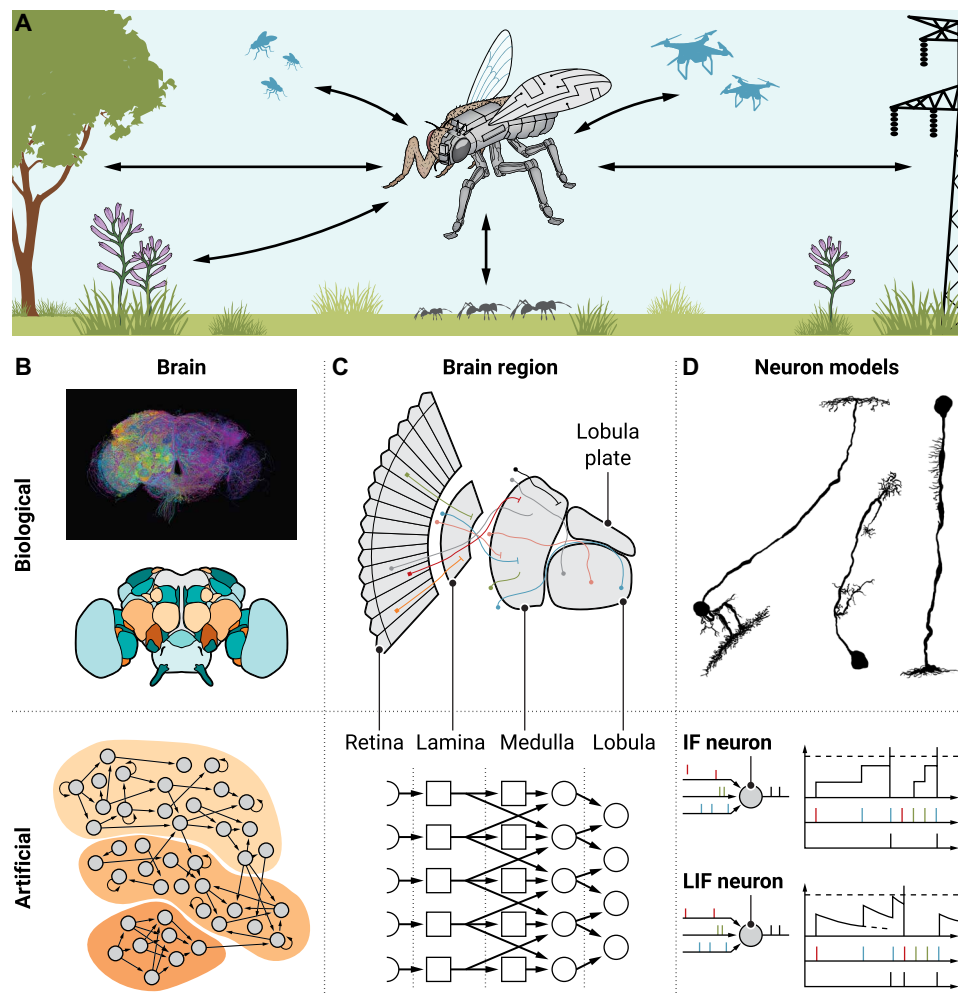 A
B
Brain
C
Brain region
D
Neuron models
Biological
Lobula
plate
Retina
Lamina
Medulla
Lobula
Artificial
IF neuron
LIF neuron